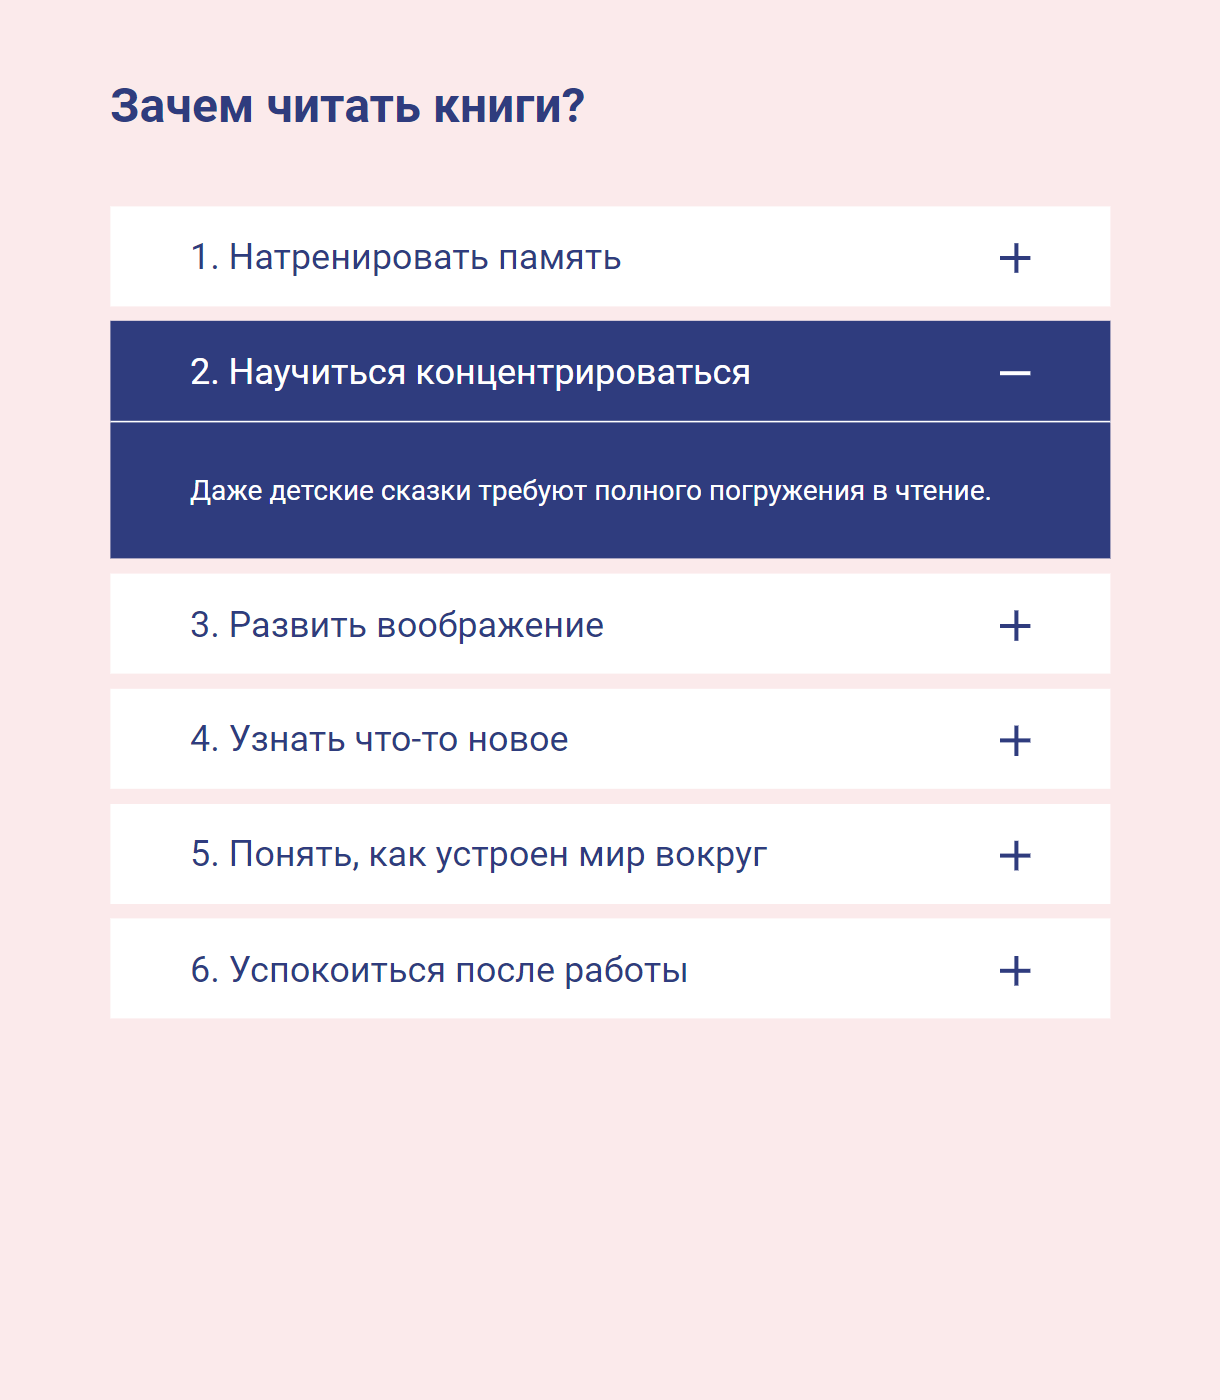 Зачем читать книги?
1. Натренировать память
2. Научиться концентрироваться
Даже детские сказки требуют полного погружения в чтение.
3. Развить воображение
4. Узнать что-то новое
5. Понять, как устроен мир вокруг
6. Успокоиться после работы